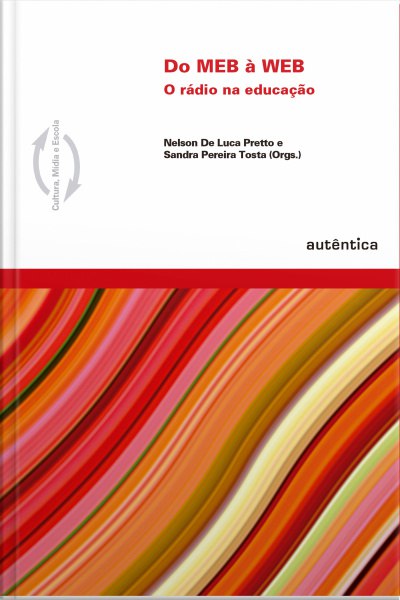 Do MEB à WEB
O rádio na educação
Nelson De Luca Pretto e
Sandra Pereira Tosta (Orgs.)
Cultura, Mídia e Escola
autêntica